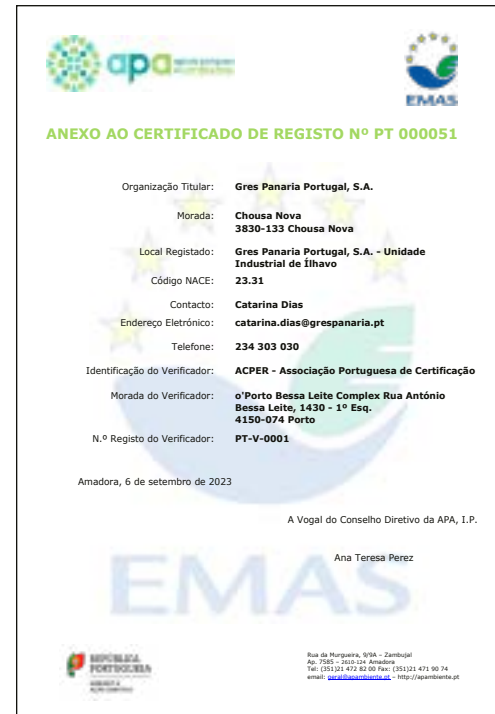 apa
EMAS
ANEXO AO CERTIFICADO DE REGISTO Nº PT 000051
Organização Titular: Gres Panaria Portugal, S.A.
Morada: Chousa Nova
3830-133 Chousa Nova
Local Registado: Gres Panaria Portugal, S.A. - Unidade
Industrial de Ílhavo
Código NACE: 23.31
Contacto: Catarina Dias
Endereço Eletrónico: catarina.dias@grespanaria.pt
Telefone: 234 303 030
Identificação do Verificador: ACPER - Associação Portuguesa de Certificação
Morada do Verificador: o'Porto Bessa Leite Complex Rua António
Bessa Leite, 1430 - 1º Esq.
4150-074 Porto
N.º Registo do Verificador: PT-V-0001
Amadora, 6 de setembro de 2023
A Vogal do Conselho Diretivo da APA, I.P.
Ana Teresa Perez
EMAS
REPÚBLICA
PORTUGUESA
Rua da Murgueira, 9/9A – Zambujal
Ap. 7585 – 2610-124 Amadora
Tel: (351)21 472 82 00 Fax: (351)21 471 90 74
email: geral@apambiente.pt – http://apambiente.pt